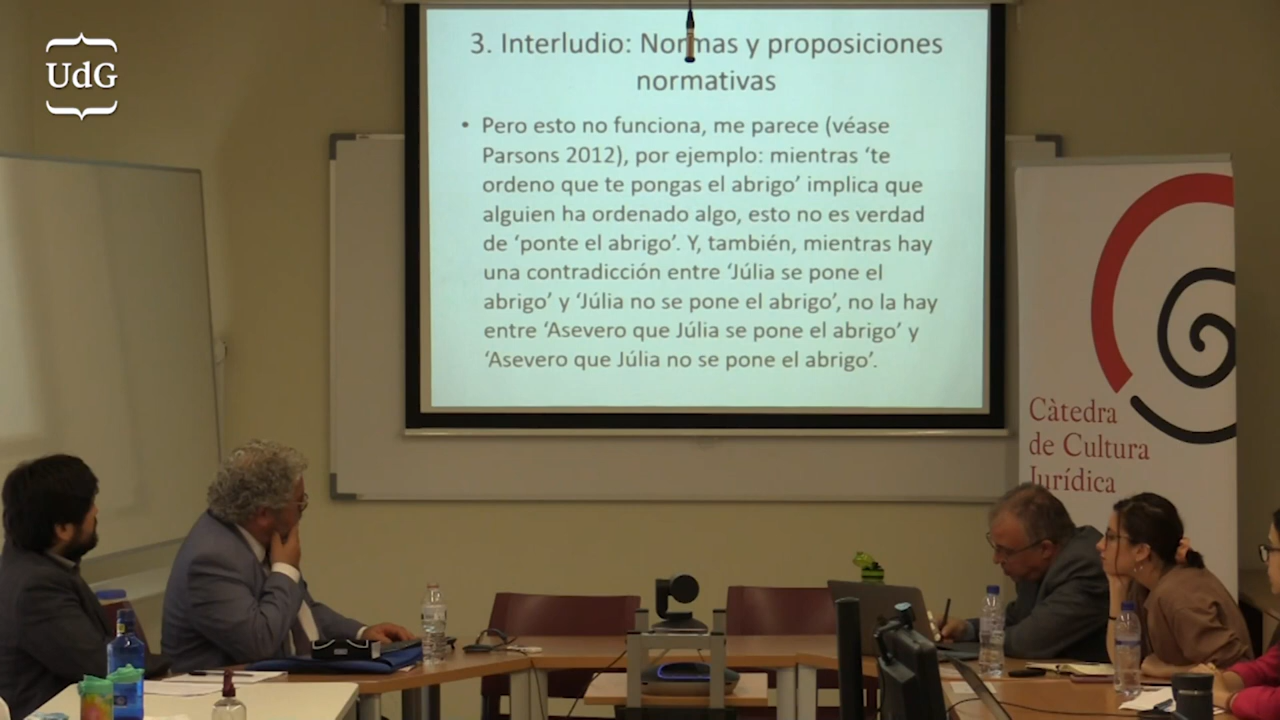 UdG
3. Interludio: Normas y proposiciones
normativas
• Pero esto no funciona, me parece (véase
Parsons 2012), por ejemplo: mientras ‘te
ordeno que te pongas el abrigo’ implica que
alguien ha ordenado algo, esto no es verdad
de ‘ponte el abrigo’. Y, también, mientras hay
una contradicción entre ‘Júlia se pone el
abrigo’ y ‘Júlia no se pone el abrigo’, no la hay
entre ‘Asevero que Júlia se pone el abrigo’ y
‘Asevero que Júlia no se pone el abrigo’.
Càtedra
de Cultura
Jurídica